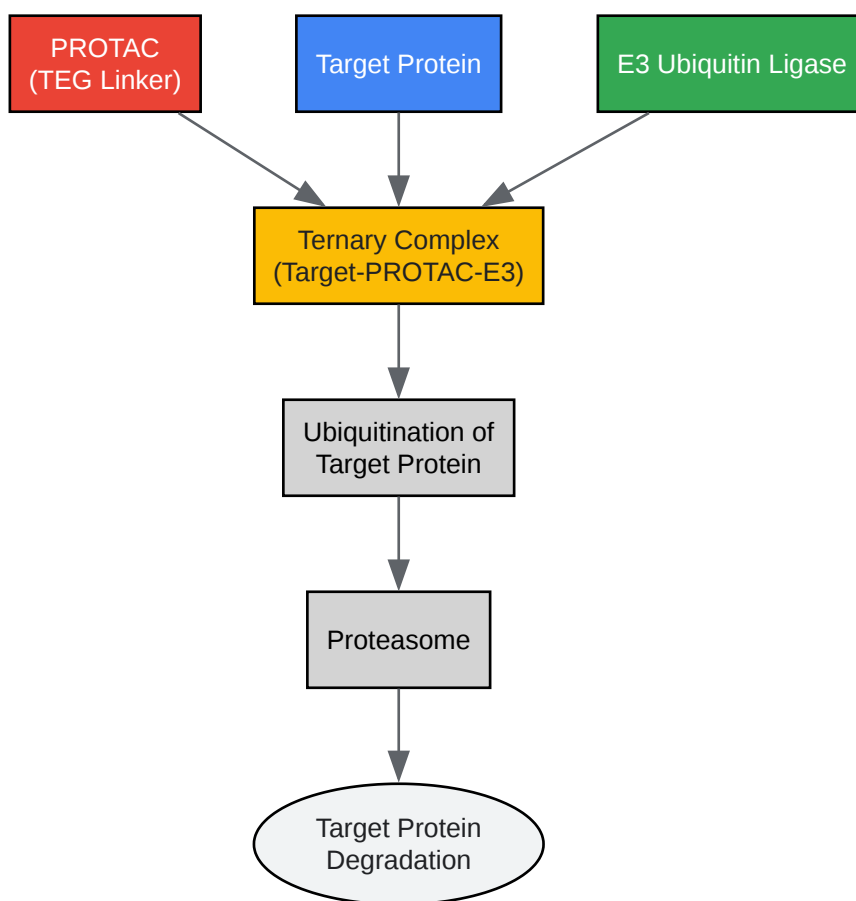 PROTAC
(TEG Linker)
Target Protein
E3 Ubiquitin Ligase
Ternary Complex
(Target-PROTAC-E3)
Ubiquitination of
Target Protein
Proteasome
Target Protein
Degradation